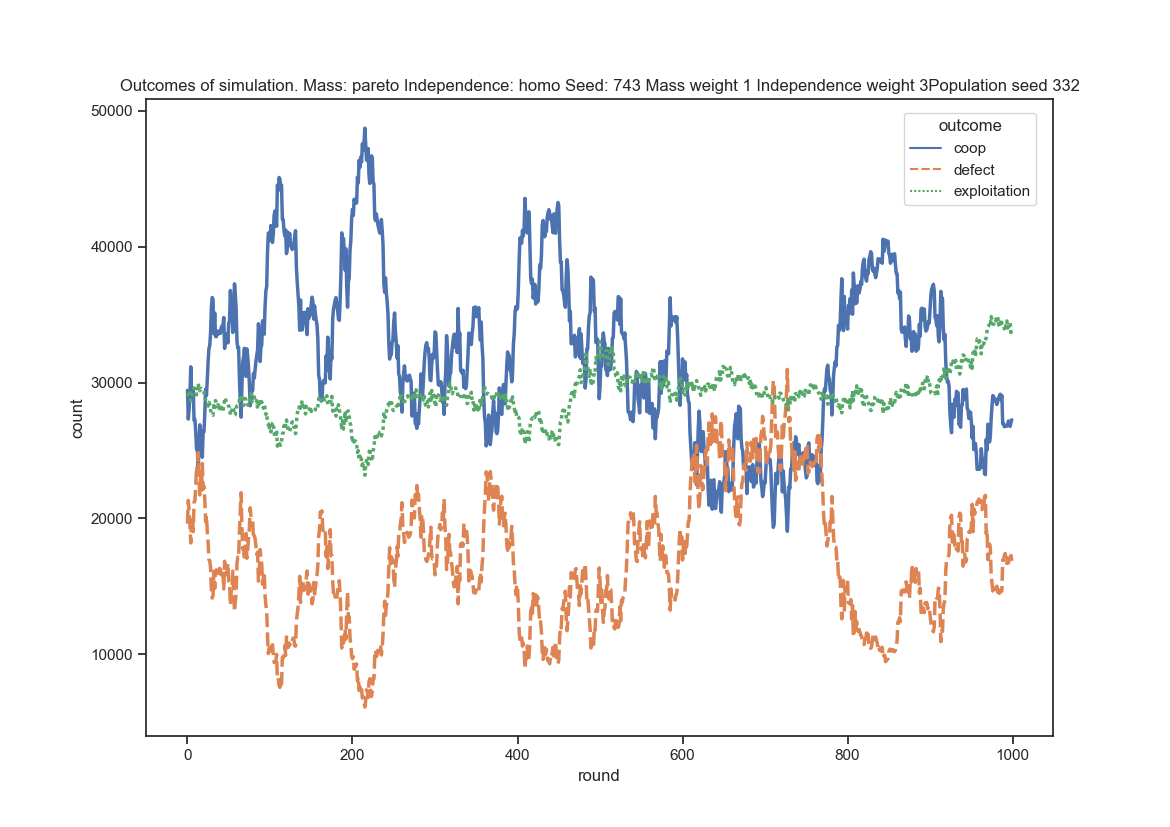 Outcomes of simulation. Mass: pareto Independence: homo Seed: 743 Mass weight 1 Independence weight 3Population seed 332
outcome
coop
defect
exploitation
count
50000
40000
30000
20000
10000
0 200 400 600 800 1000
round